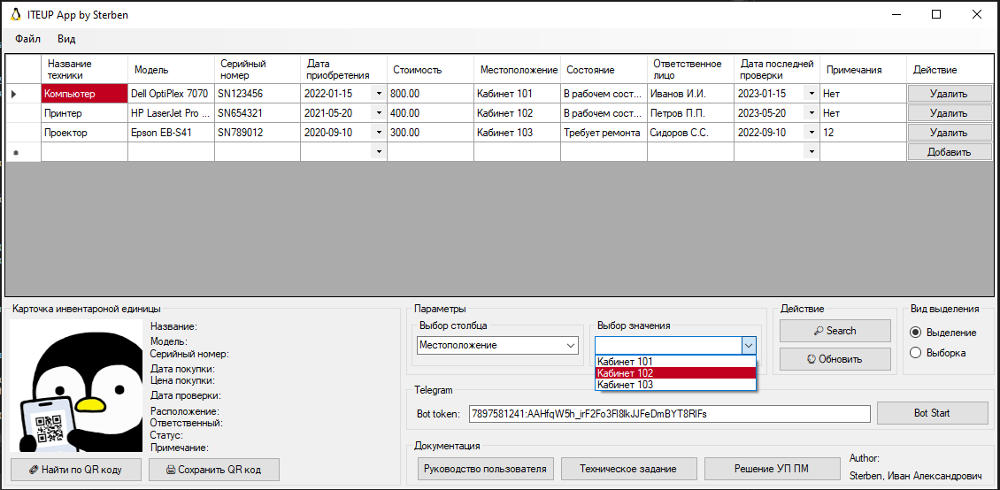 ITEUP App by Sterben
Файл Вид
Название техники Модель Серийный номер Дата приобретения Стоимость Местоположение Состояние Ответственное лицо Дата последней проверки Примечания Действие
Компьютер Dell OptiPlex 7070 SN123456 2022-01-15 800.00 Кабинет 101 В рабочем сост... Иванов И.И. 2023-01-15 Нет Удалить
Принтер HP LaserJet Pro ... SN654321 2021-05-20 400.00 Кабинет 102 В рабочем сост... Петров П.П. 2023-05-20 Нет Удалить
Проектор Epson EB-S41 SN789012 2020-09-10 300.00 Кабинет 103 Требует ремонта Сидоров С.С. 2022-09-10 12 Удалить
Добавить
Карточка инвентароной единицы
Название:
Модель:
Серийный номер:
Дата покупки:
Цена покупки:
Дата проверки:
Расположение:
Ответственный:
Статус:
Примечание:
Найти по QR коду Сохранить QR код
Параметры
Выбор столбца
Местоположение
Выбор значения
Кабинет 101
Кабинет 102
Кабинет 103
Действие
Search
Обновить
Вид выделения
Выделение
Выборка
Telegram
Bot token: 7897581241:AAHfqW5h_irF2Fo3Fl8lkJJFeDmBYT8RlFs Bot Start
Документация
Руководство пользователя Техническое задание Решение УП ПМ
Author:
Sterben, Иван Александрович